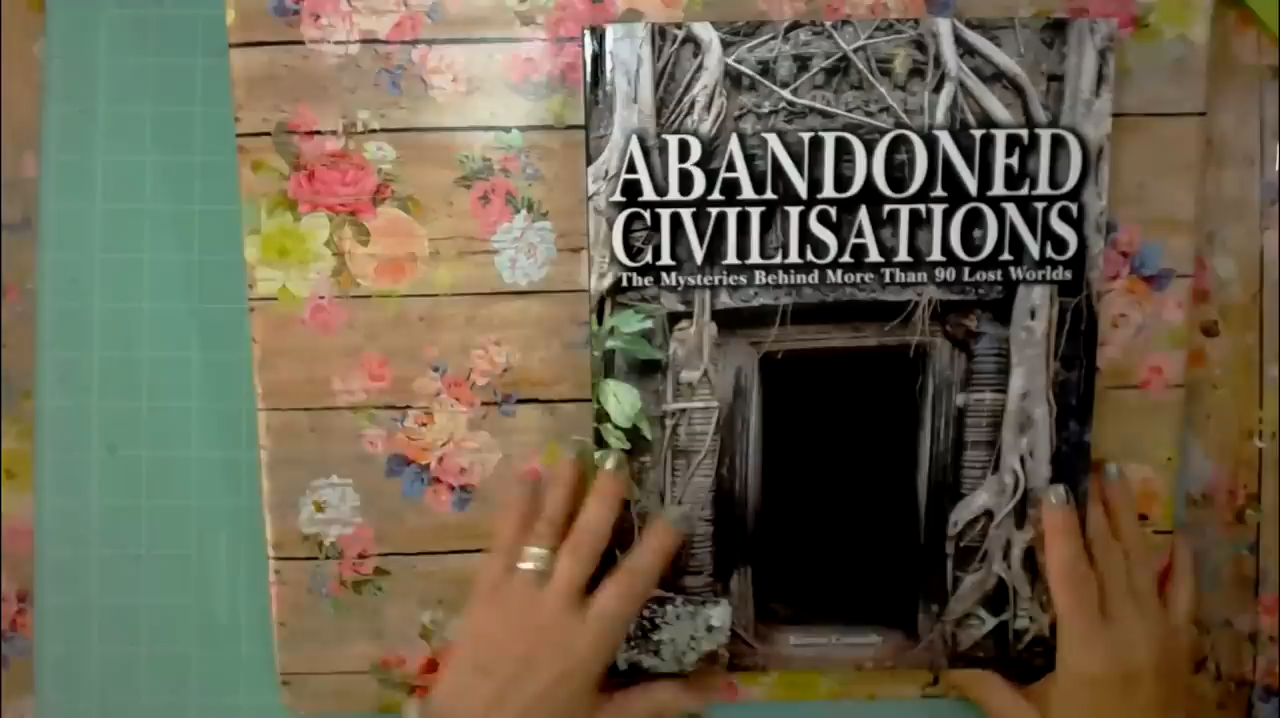 ABANDONED
CIVILISATIONS
The Mysteries Behind More Than 90 Lost Worlds